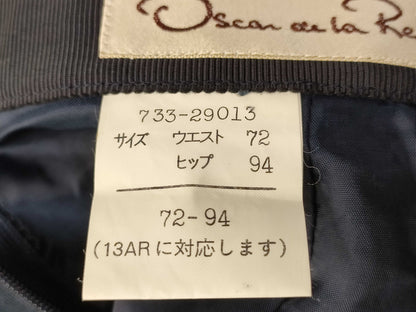 Oscar de la Re
733-29013
サイズ ウエスト 72
ヒップ 94
72-94
(13ARに対応します)